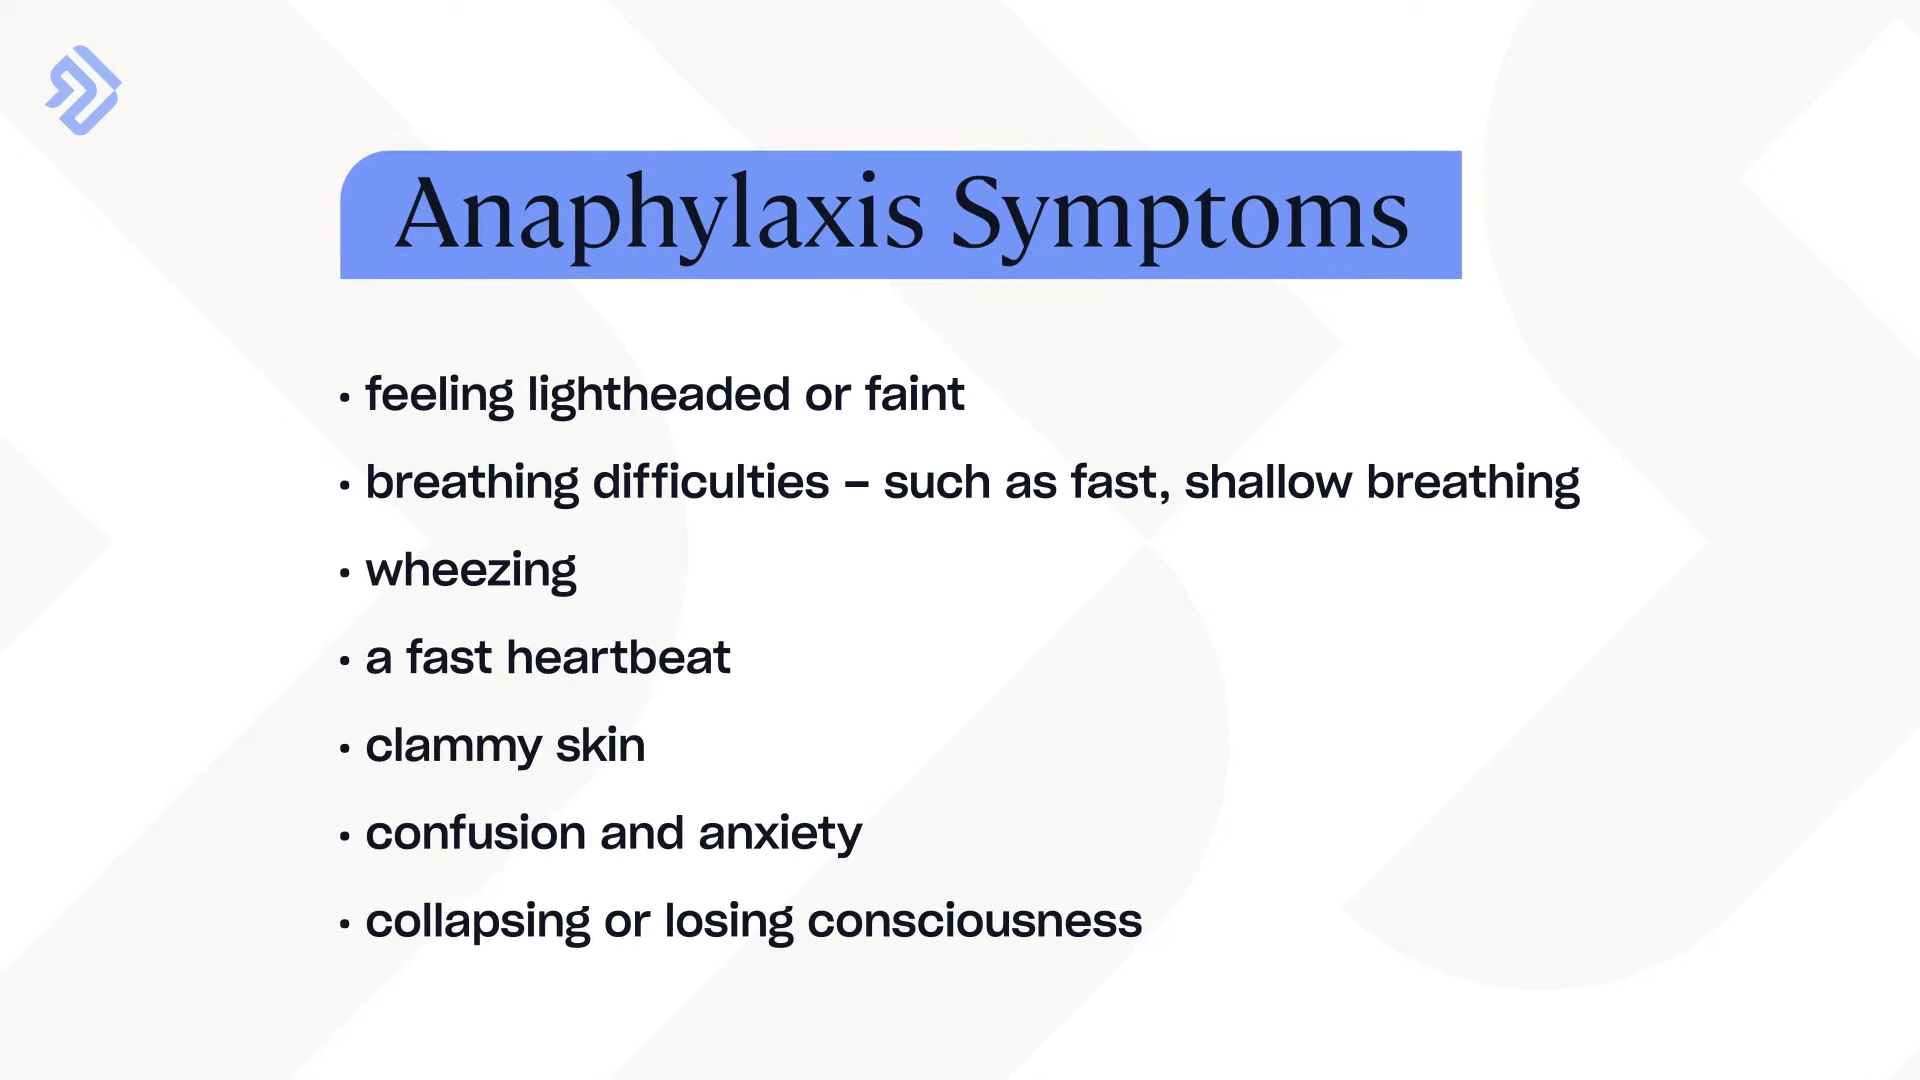 Anaphylaxis Symptoms
• feeling lightheaded or faint
• breathing difficulties – such as fast, shallow breathing
• wheezing
• a fast heartbeat
• clammy skin
• confusion and anxiety
• collapsing or losing consciousness